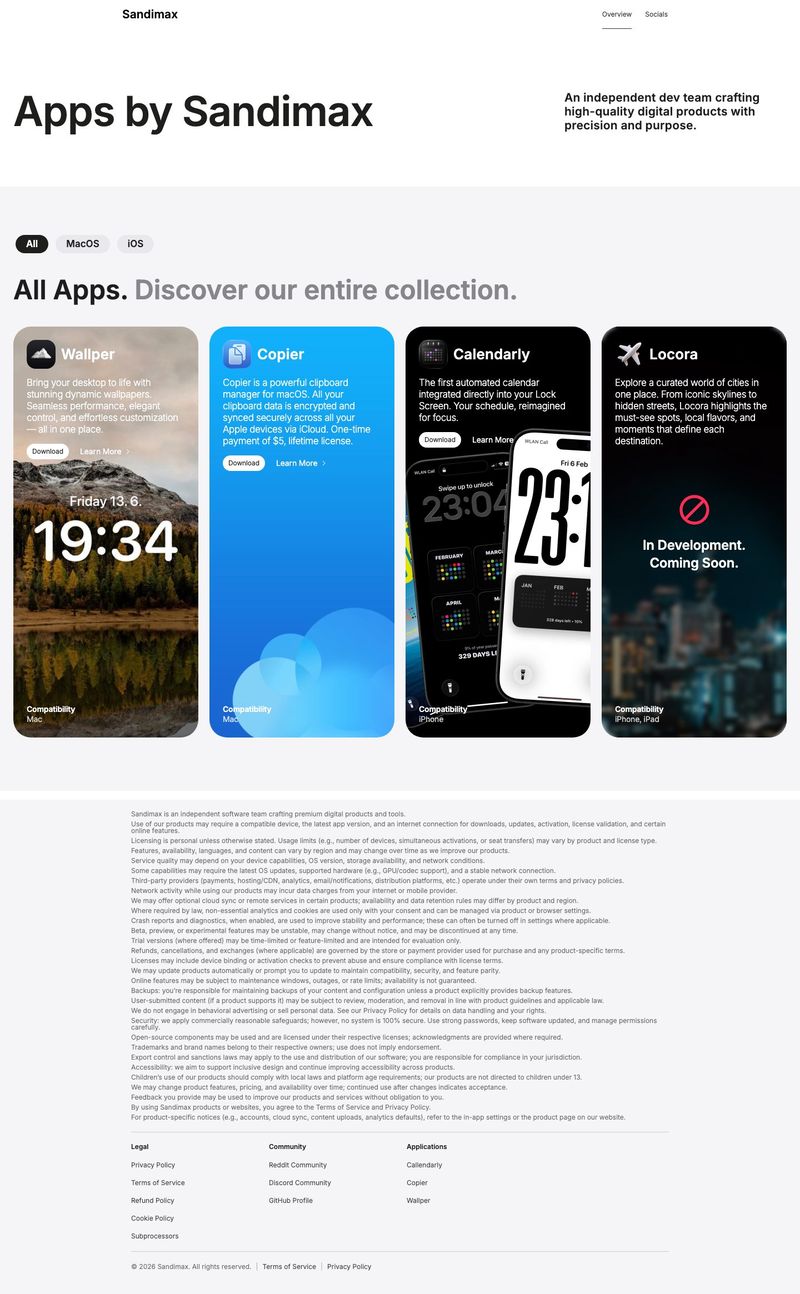 Sandimax
Overview
Socials
Apps by Sandimax
An independent dev team crafting
high-quality digital products with
precision and purpose.
All
MacOS
iOS
All Apps. Discover our entire collection.
Wallper
Bring your desktop to life with
stunning dynamic wallpapers.
Seamless performance, elegant
control, and effortless customization
— all in one place.
Download
Learn More >
Friday 13. 6.
19:34
Compatibility
Mac
Copier
Copier is a powerful clipboard
manager for macOS. All your
clipboard data is encrypted and
synced securely across all your
Apple devices via iCloud. One-time
payment of $5, lifetime license.
Download
Learn More >
Compatibility
Mac
Calendarly
The first automated calendar
integrated directly into your Lock
Screen. Your schedule, reimagined
for focus.
Download
Learn More
WLAN Call
Swipe up to unlock
23:04
FEBRUARY
MARC
APRIL
MA
329 DAYS LE
WLAN Call
Fri 6 Feb
23:1
JAN
FEB
M
329 days left • 10%
Compatibility
iPhone
Locora
Explore a curated world of cities in
one place. From iconic skylines to
hidden streets, Locora highlights the
must-see spots, local flavors, and
moments that define each
destination.
In Development.
Coming Soon.
Compatibility
iPhone, iPad
Sandimax is an independent software team crafting premium digital products and tools.
Use of our products may require a compatible device, the latest app version, and an internet connection for downloads, updates, activation, license validation, and certain
online features.
Licensing is personal unless otherwise stated. Usage limits (e.g., number of devices, simultaneous activations, or seat transfers) may vary by product and license type.
Features, availability, languages, and content can vary by region and may change over time as we improve our products.
Service quality may depend on your device capabilities, OS version, storage availability, and network conditions.
Some capabilities may require the latest OS updates, supported hardware (e.g., GPU/codec support), and a stable network connection.
Third-party providers (payments, hosting/CDN, analytics, email/notifications, distribution platforms, etc.) operate under their own terms and privacy policies.
Network activity while using our products may incur data charges from your internet or mobile provider.
We may offer optional cloud sync or remote services in certain products; availability and data retention rules may differ by product and region.
Where required by law, non-essential analytics and cookies are used only with your consent and can be managed via product or browser settings.
Crash reports and diagnostics, when enabled, are used to improve stability and performance; these can often be turned off in settings where applicable.
Beta, preview, or experimental features may be unstable, may change without notice, and may be discontinued at any time.
Trial versions (where offered) may be time-limited or feature-limited and are intended for evaluation only.
Refunds, cancellations, and exchanges (where applicable) are governed by the store or payment provider used for purchase and any product-specific terms.
Licenses may include device binding or activation checks to prevent abuse and ensure compliance with license terms.
We may update products automatically or prompt you to update to maintain compatibility, security, and feature parity.
Online features may be subject to maintenance windows, outages, or rate limits; availability is not guaranteed.
Backups: you're responsible for maintaining backups of your content and configuration unless a product explicitly provides backup features.
User-submitted content (if a product supports it) may be subject to review, moderation, and removal in line with product guidelines and applicable law.
We do not engage in behavioral advertising or sell personal data. See our Privacy Policy for details on data handling and your rights.
Security: we apply commercially reasonable safeguards; however, no system is 100% secure. Use strong passwords, keep software updated, and manage permissions
carefully.
Open-source components may be used and are licensed under their respective licenses; acknowledgments are provided where required.
Trademarks and brand names belong to their respective owners; use does not imply endorsement.
Export control and sanctions laws may apply to the use and distribution of our software; you are responsible for compliance in your jurisdiction.
Accessibility: we aim to support inclusive design and continue improving accessibility across products.
Children's use of our products should comply with local laws and platform age requirements; our products are not directed to children under 13.
We may change product features, pricing, and availability over time; continued use after changes indicates acceptance.
Feedback you provide may be used to improve our products and services without obligation to you.
By using Sandimax products or websites, you agree to the Terms of Service and Privacy Policy.
For product-specific notices (e.g., accounts, cloud sync, content uploads, analytics defaults), refer to the in-app settings or the product page on our website.
Legal
Privacy Policy
Terms of Service
Refund Policy
Cookie Policy
Subprocessors
Community
Reddit Community
Discord Community
GitHub Profile
Applications
Callendarly
Copier
Wallper
© 2026 Sandimax. All rights reserved. | Terms of Service | Privacy Policy